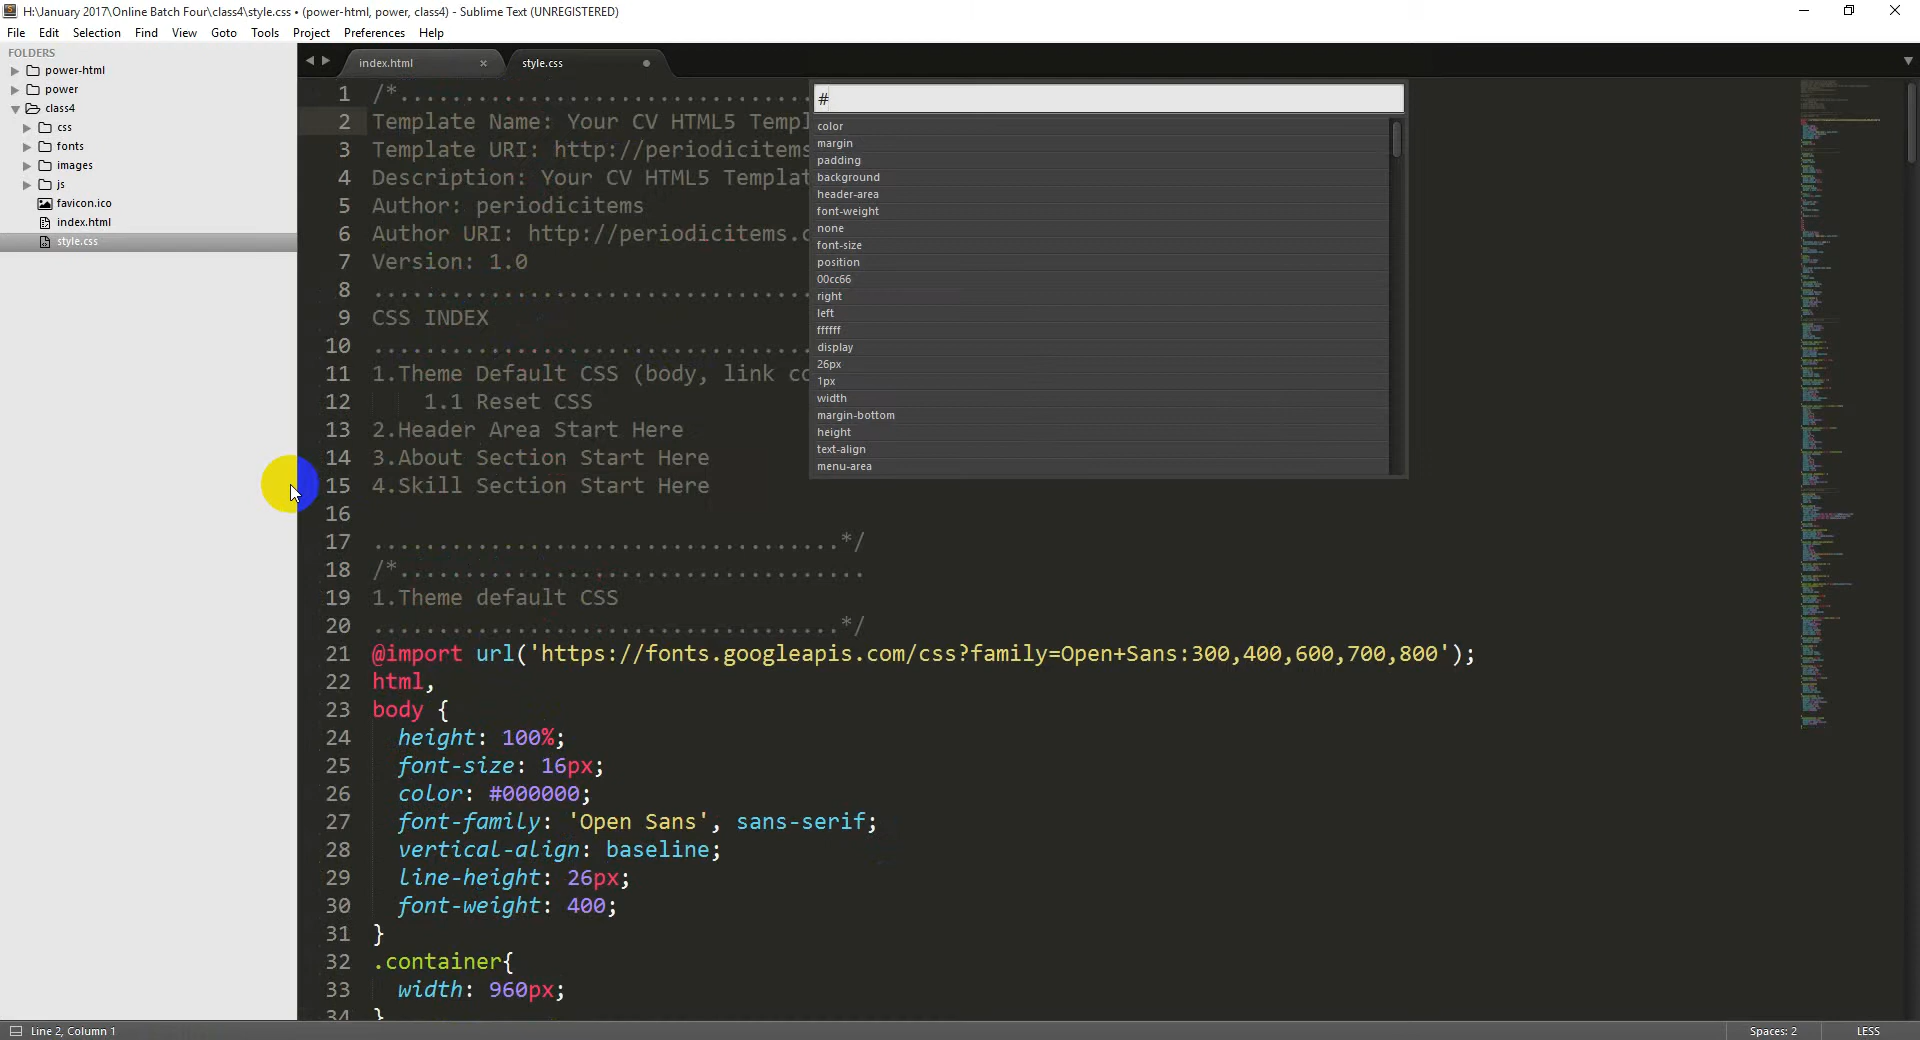 H:\January 2017\Online Batch Four\class4\style.css • (power-html, power, class4) - Sublime Text (UNREGISTERED)
File Edit Selection Find View Goto Tools Project Preferences Help
FOLDERS
power-html
power
class4
css
fonts
images
js
favicon.ico
index.html
style.css
index.html × style.css
#
color
margin
padding
background
header-area
font-weight
none
font-size
position
00cc66
right
left
ffffff
display
26px
1px
width
margin-bottom
height
text-align
menu-area
1 /*..................................
2 Template Name: Your CV HTML5 Templ
3 Template URI: http://periodicitems
4 Description: Your CV HTML5 Templa
5 Author: periodicitems
6 Author URI: http://periodicitems.c
7 Version: 1.0
8 ..................................
9 CSS INDEX
10 ..................................
11 1.Theme Default CSS (body, link co
12 1.1 Reset CSS
13 2.Header Area Start Here
14 3.About Section Start Here
15 4.Skill Section Start Here
16
17 ....................................*/
18 /*....................................
19 1.Theme default CSS
20 ....................................*/
21 @import url('https://fonts.googleapis.com/css?family=Open+Sans:300,400,600,700,800');
22 html,
23 body {
24 height: 100%;
25 font-size: 16px;
26 color: #000000;
27 font-family: 'Open Sans', sans-serif;
28 vertical-align: baseline;
29 line-height: 26px;
30 font-weight: 400;
31 }
32 .container{
33 width: 960px;
34 }
Line 2, Column 1 Spaces: 2 LESS